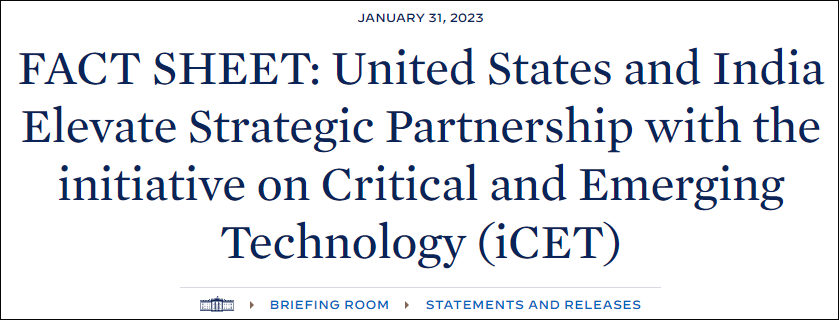 JANUARY 31, 2023
FACT SHEET: United States and India
Elevate Strategic Partnership with the
initiative on Critical and Emerging
Technology (iCET)
BRIEFING ROOM STATEMENTS AND RELEASES